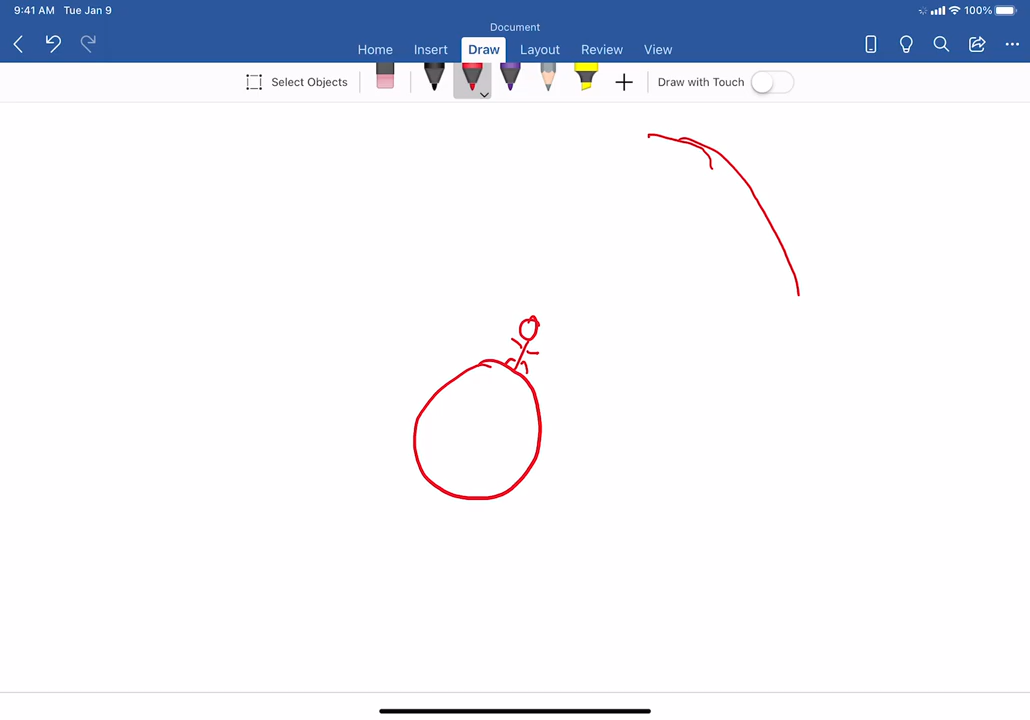 9:41 AM Tue Jan 9
100%
Document
Home Insert Draw Layout Review View
Select Objects
Draw with Touch